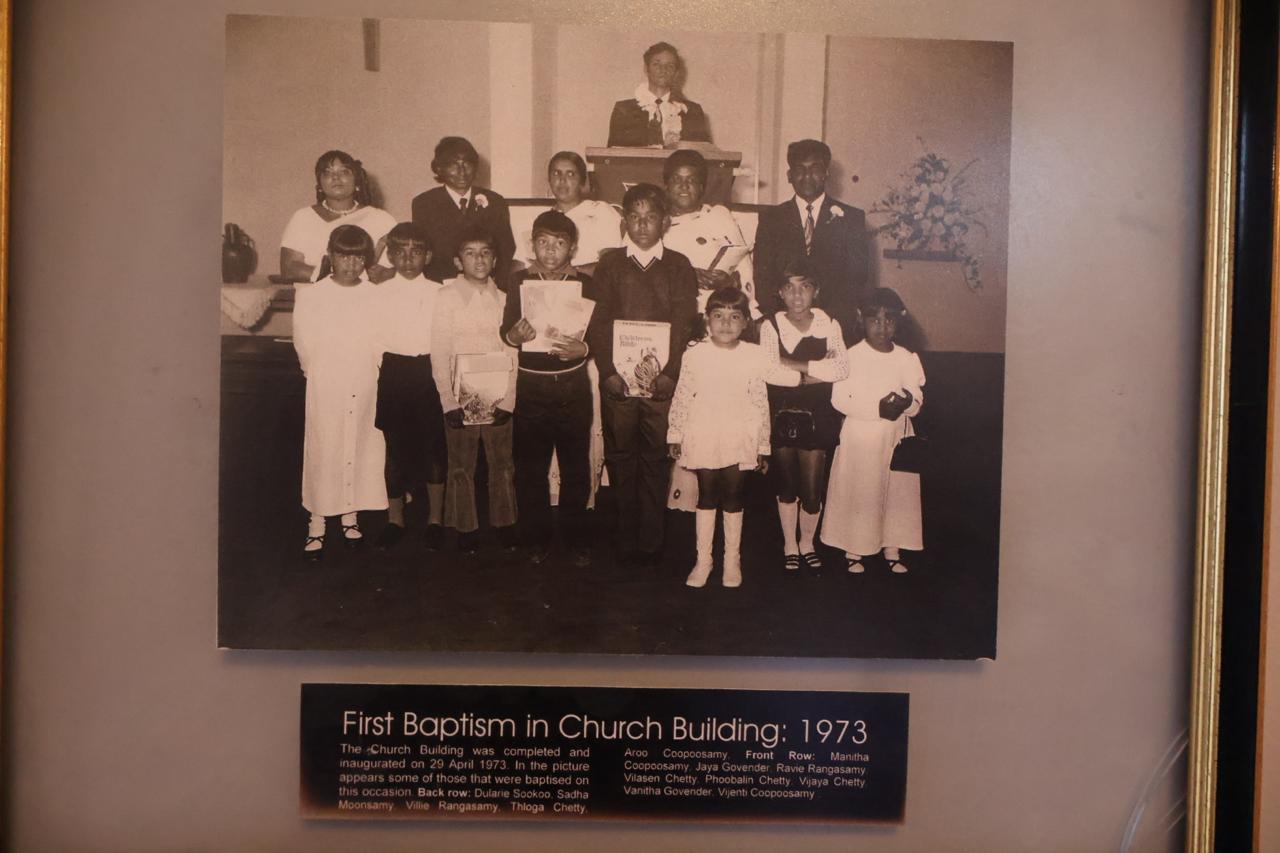 Children's
Bible
First Baptism in Church Building: 1973
The Church Building was completed and
inaugurated on 29 April 1973. In the picture
appears some of those that were baptised on
this occasion. Back row: Dularie Sookoo, Sadha
Moonsamy, Villie Rangasamy, Thloga Chetty,
Aroo Coopoosamy, Front Row: Manitha
Coopoosamy, Jaya Govender, Ravie Rangasamy,
Vilasen Chetty, Phoobalin Chetty, Vijaya Chetty,
Vanitha Govender, Vijenti Coopoosamy